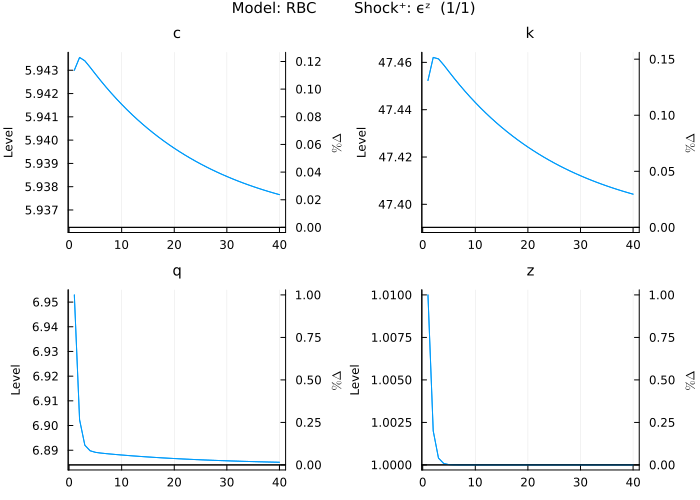 Model: RBC Shock⁺: ϵᶻ (1/1)
c k
5.943 0.12 47.46 0.15
5.942 0.10
5.941 0.08 47.44 0.10
5.940 0.06
5.939 0.04 47.42 0.05
5.938 0.02
5.937 0.00 47.40 0.00
Level %Δ Level %Δ
0 10 20 30 40 0 10 20 30 40
q z
6.95 1.00 1.0100 1.00
6.94
6.93 0.75 1.0075 0.75
6.92 0.50 1.0050 0.50
6.91
6.90 0.25 1.0025 0.25
6.89 0.00 1.0000 0.00
Level %Δ Level %Δ
0 10 20 30 40 0 10 20 30 40